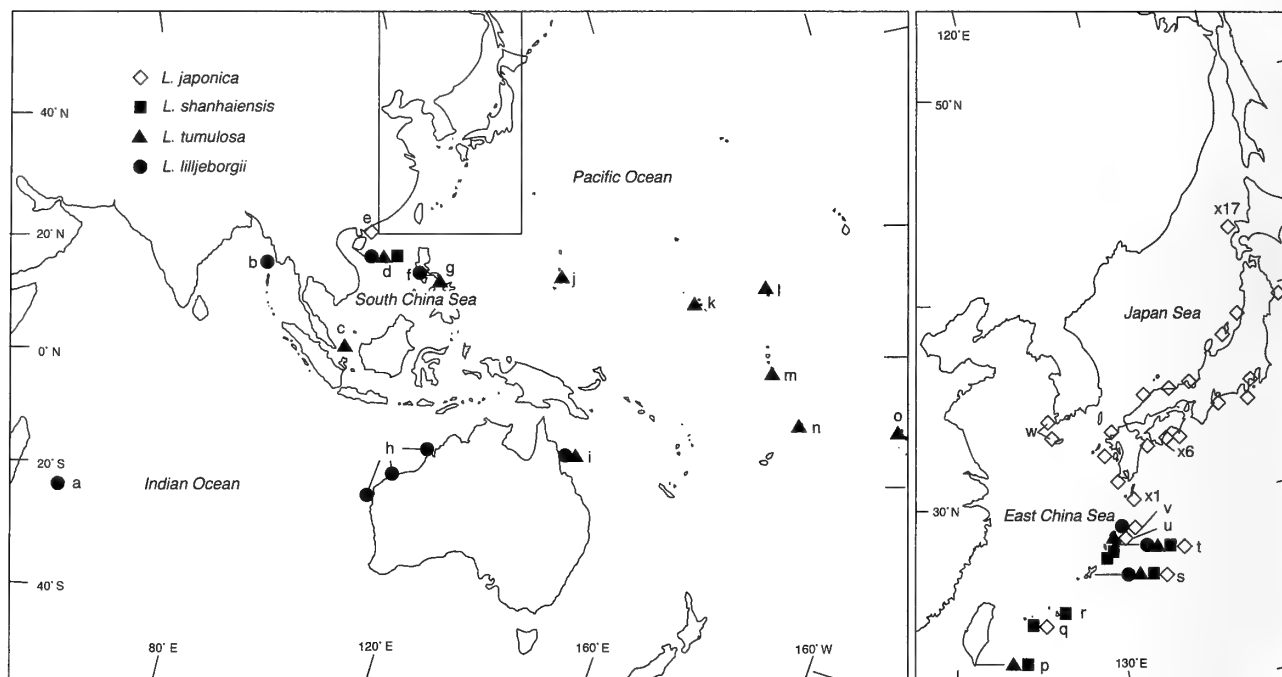 L. japonica
L. shanhaiensis
L. tumulosa
L. lilljeborgii
40° N
20° N
0° N
20° S
40° S
80° E
120° E
160° E
160° W
Pacific Ocean
South China Sea
Indian Ocean
a
b
c
d
e
f
g
h
i
j
k
l
m
n
o
120° E
50° N
x17
Japan Sea
w
x6
x1
30° N
East China Sea
v
u
t
s
r
q
p
130° E